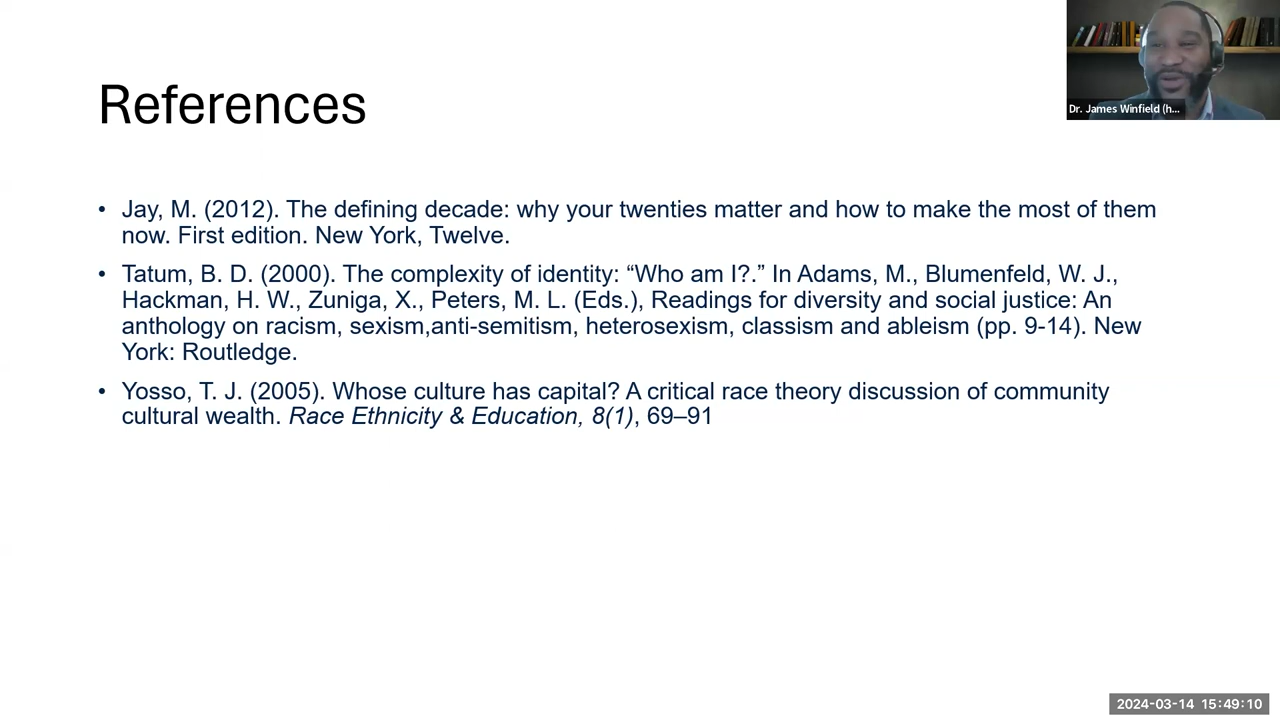 References
Dr. James Winfield (h...
• Jay, M. (2012). The defining decade: why your twenties matter and how to make the most of them
now. First edition. New York, Twelve.
• Tatum, B. D. (2000). The complexity of identity: “Who am I?.” In Adams, M., Blumenfeld, W. J.,
Hackman, H. W., Zuniga, X., Peters, M. L. (Eds.), Readings for diversity and social justice: An
anthology on racism, sexism,anti-semitism, heterosexism, classism and ableism (pp. 9-14). New
York: Routledge.
• Yosso, T. J. (2005). Whose culture has capital? A critical race theory discussion of community
cultural wealth. Race Ethnicity & Education, 8(1), 69–91
2024-03-14 15:49:10